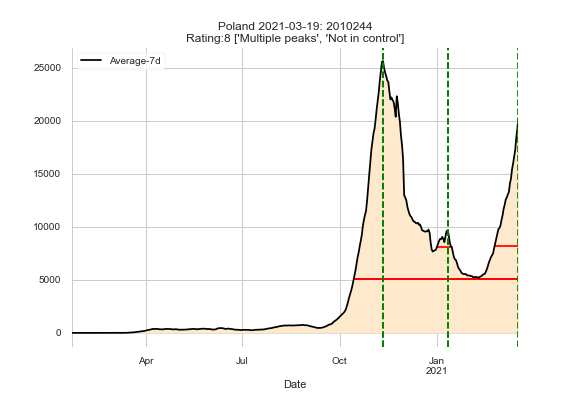 Poland 2021-03-19: 2010244
Rating:8 ['Multiple peaks', 'Not in control']
Average-7d
25000
20000
15000
10000
5000
0
Apr
Jul
Oct
Jan
2021
Date